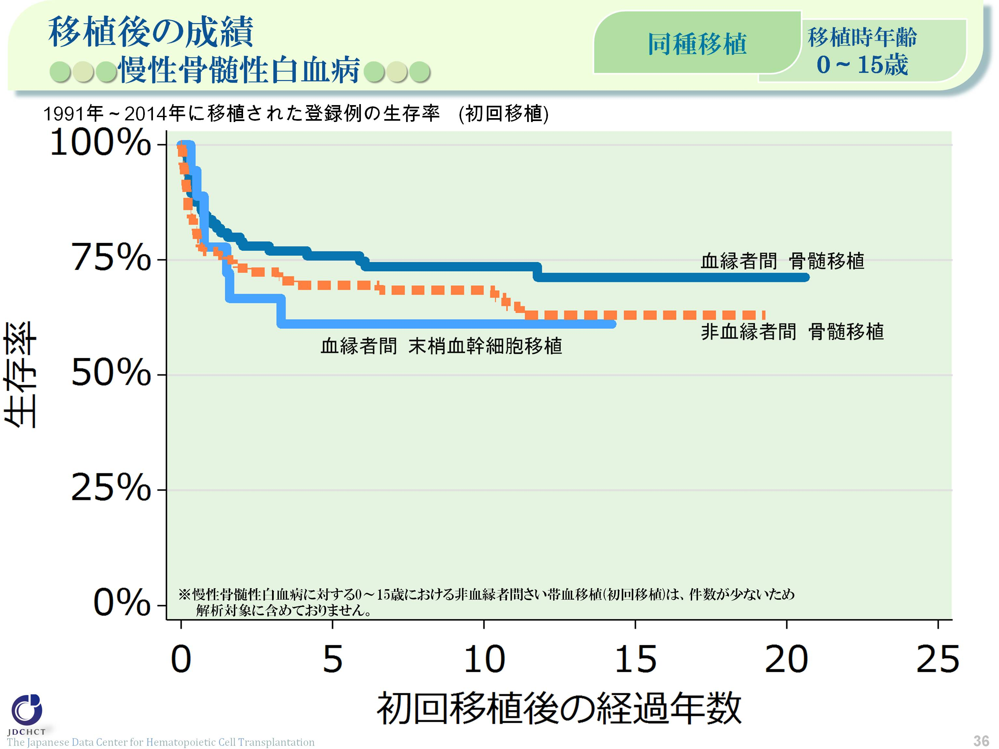 移植後の成績
慢性骨髄性白血病
同種移植
移植時年齢
0～15歳
1991年～2014年に移植された登録例の生存率　(初回移植)
100%
75%
50%
25%
0%
生存率
血縁者間 骨髄移植
非血縁者間 骨髄移植
血縁者間 末梢血幹細胞移植
※慢性骨髄性白血病に対する0～15歳における非血縁者間さい帯血移植(初回移植)は、件数が少ないため
解析対象に含めておりません。
0 5 10 15 20 25
初回移植後の経過年数
JDCHCT
The Japanese Data Center for Hematopoietic Cell Transplantation
36